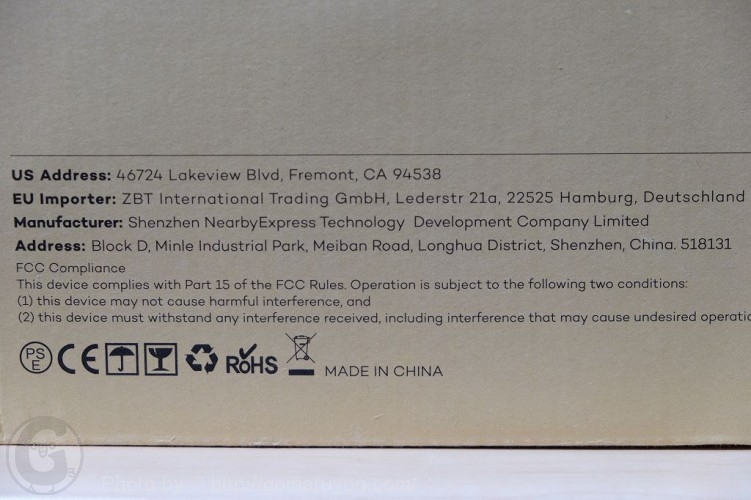 US Address: 46724 Lakeview Blvd, Fremont, CA 94538
EU Importer: ZBT International Trading GmbH, Lederstr 21a, 22525 Hamburg, Deutschland
Manufacturer: Shenzhen NearbyExpress Technology Development Company Limited
Address: Block D, Minle Industrial Park, Meiban Road, Longhua District, Shenzhen, China. 518131
FCC Compliance
This device complies with Part 15 of the FCC Rules. Operation is subject to the following two conditions:
(1) this device may not cause harmful interference, and
(2) this device must withstand any interference received, including interference that may cause undesired
PS E CE RoHS MADE IN CHINA
Photo by